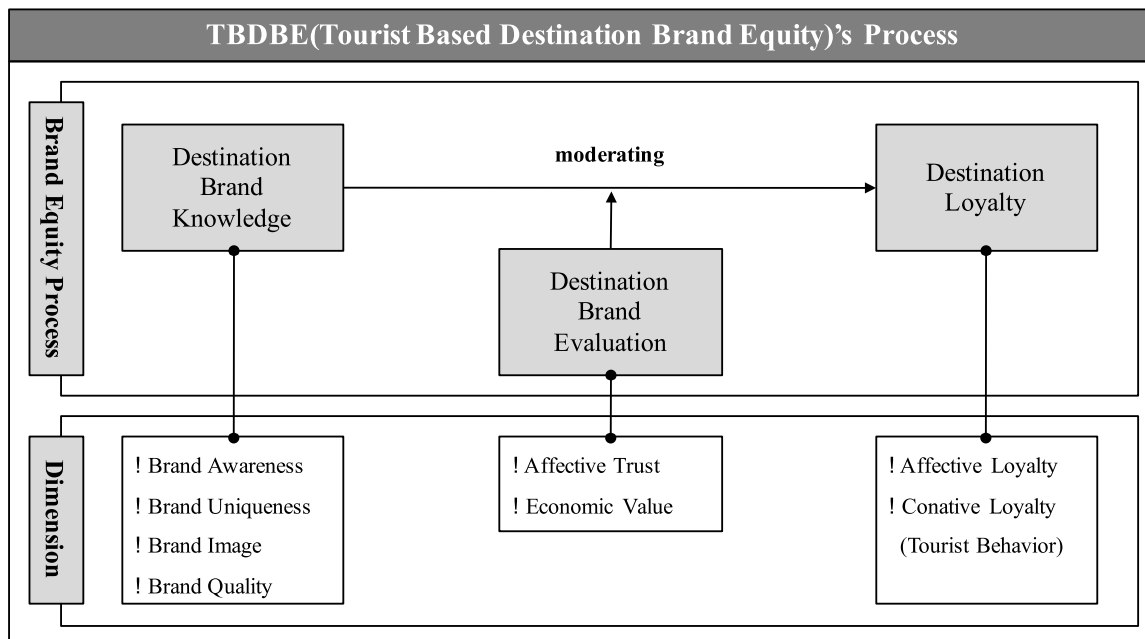 TBDBE(Tourist Based Destination Brand Equity)'s Process
Brand Equity Process
Destination
Brand
Knowledge
moderating
Destination
Loyalty
Destination
Brand
Evaluation
Dimension
! Brand Awareness
! Brand Uniqueness
! Brand Image
! Brand Quality
! Affective Trust
! Economic Value
! Affective Loyalty
! Conative Loyalty
(Tourist Behavior)